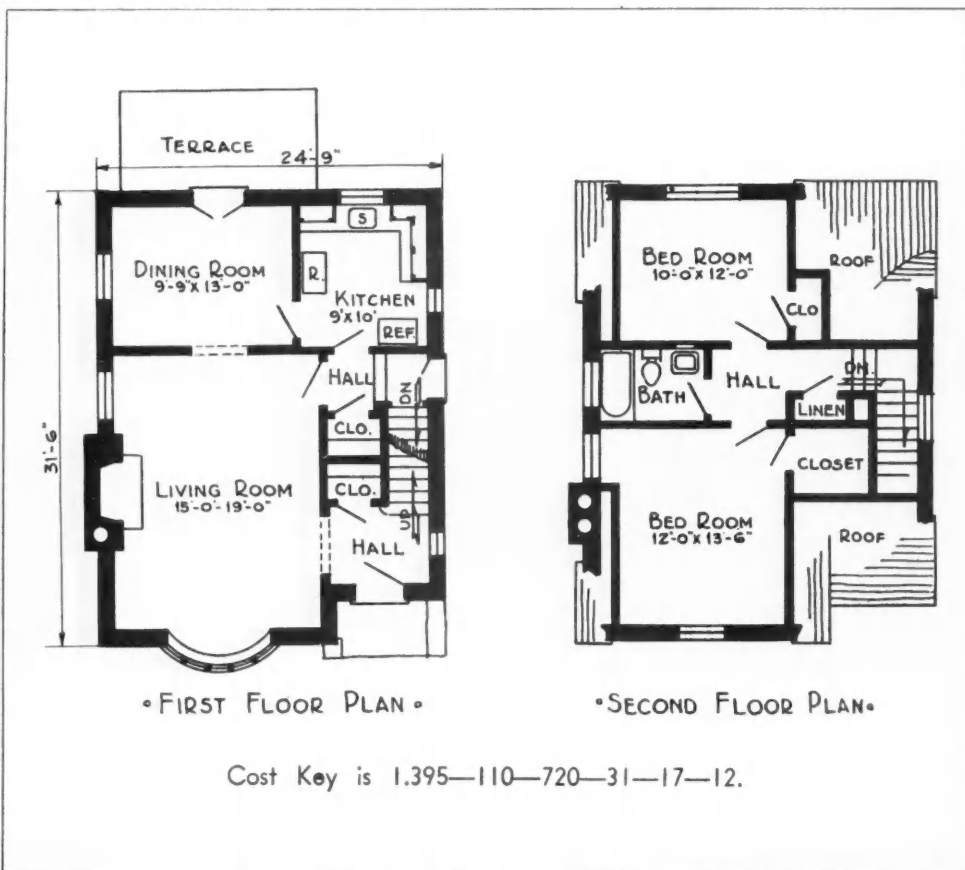 TERRACE
24'-9"
31'-6"
DINING ROOM
9'-9" X 13'-0"
S
R.
KITCHEN
9' X 10'
REF.
HALL
DN
CLO.
CLO.
UP
LIVING ROOM
15'-0"-19'-0"
HALL
• FIRST FLOOR PLAN •
BED ROOM
10'-0" X 12'-0"
ROOF
CLO
BATH
HALL
DN.
LINEN
CLOSET
BED ROOM
12'-0" X 13'-6"
ROOF
• SECOND FLOOR PLAN •
Cost Key is 1.395—110—720—31—17—12.